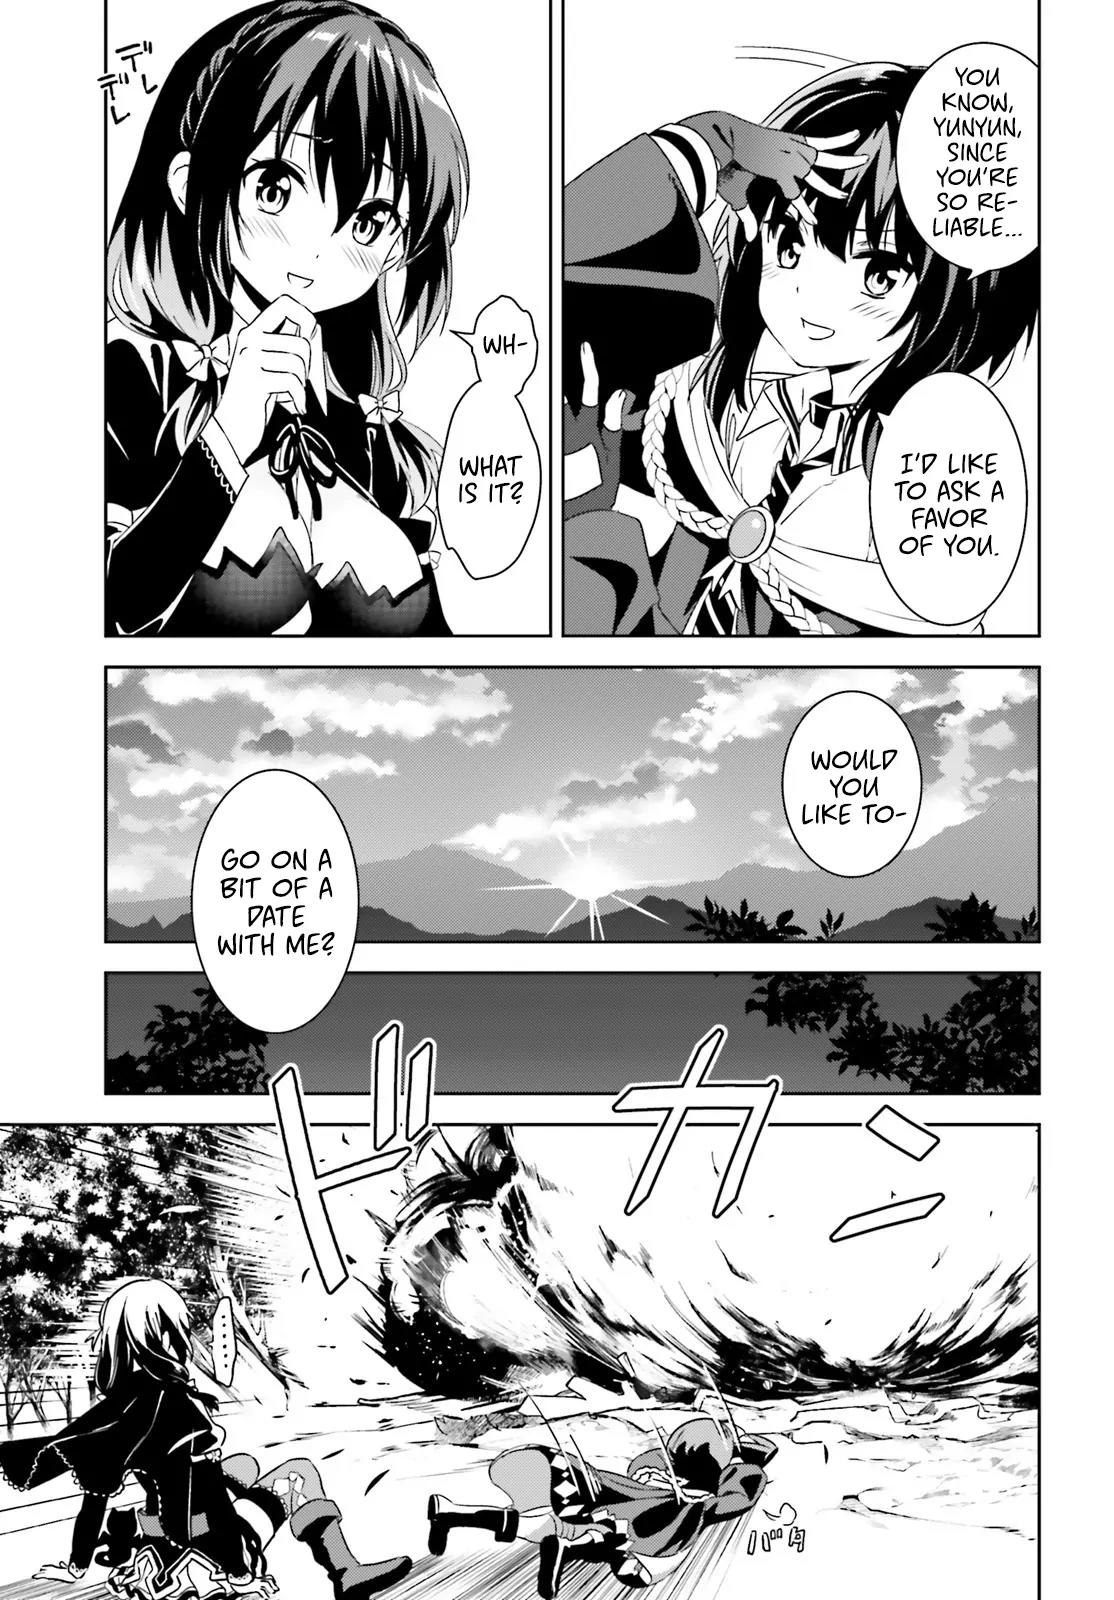 YOU
KNOW,
YUNYUN,
SINCE
YOU'RE
SO RE-
LIABLE...
I'D LIKE
TO ASK A
FAVOR
OF YOU.
デレ
デレ
WH-
WHAT
IS IT?
WOULD
YOU
LIKE TO-
GO ON A
BIT OF A
DATE
WITH ME?
ドカン
......
バタ